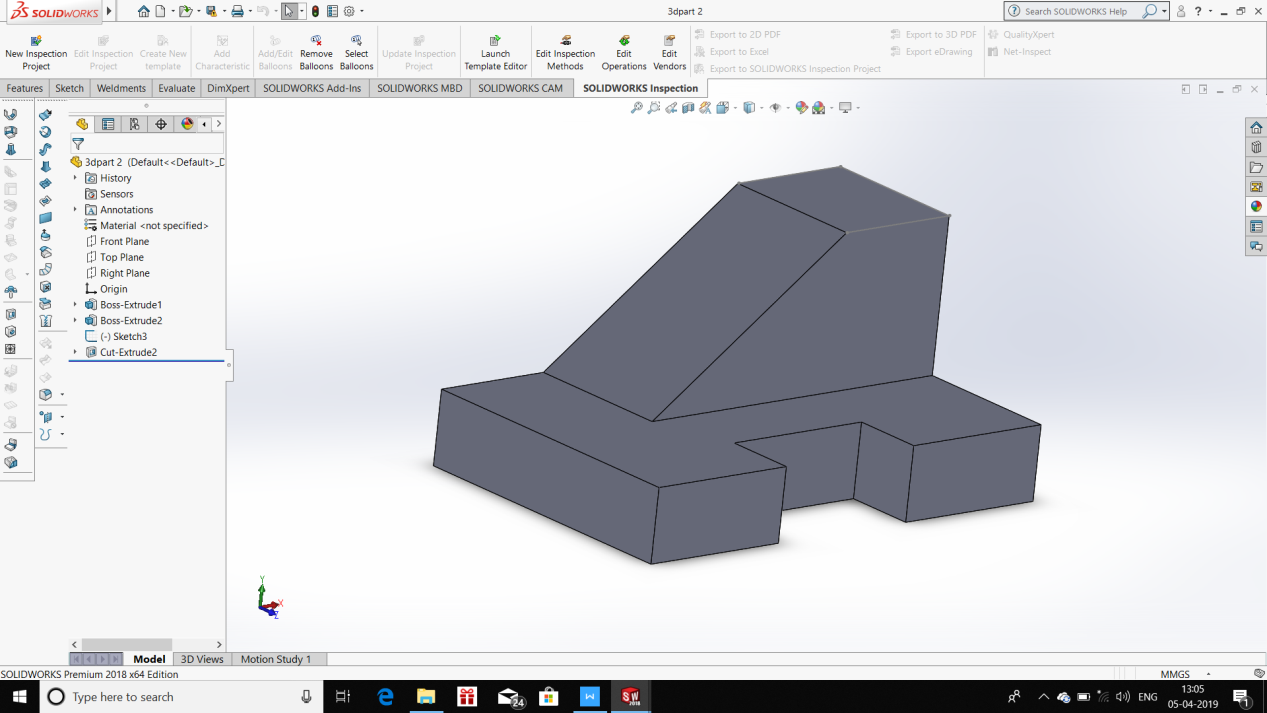 SOLIDWORKS
3dpart 2
Search SOLIDWORKS Help
New Inspection Project
Edit Inspection Project
Create New template
Add Characteristic
Add/Edit Balloons
Remove Balloons
Select Balloons
Update Inspection Project
Launch Template Editor
Edit Inspection Methods
Edit Operations
Edit Vendors
Export to 2D PDF
Export to Excel
Export to SOLIDWORKS Inspection Project
Export to 3D PDF
Export eDrawing
QualityXpert
Net-Inspect
Features Sketch Weldments Evaluate DimXpert SOLIDWORKS Add-Ins SOLIDWORKS MBD SOLIDWORKS CAM SOLIDWORKS Inspection
3dpart 2 (Default<<Default>_D
History
Sensors
Annotations
Material <not specified>
Front Plane
Top Plane
Right Plane
Origin
Boss-Extrude1
Boss-Extrude2
(-) Sketch3
Cut-Extrude2
Y
X
Z
Model 3D Views Motion Study 1
SOLIDWORKS Premium 2018 x64 Edition
MMGS
Type here to search
24
SW
2018
ENG
13:05
05-04-2019
1